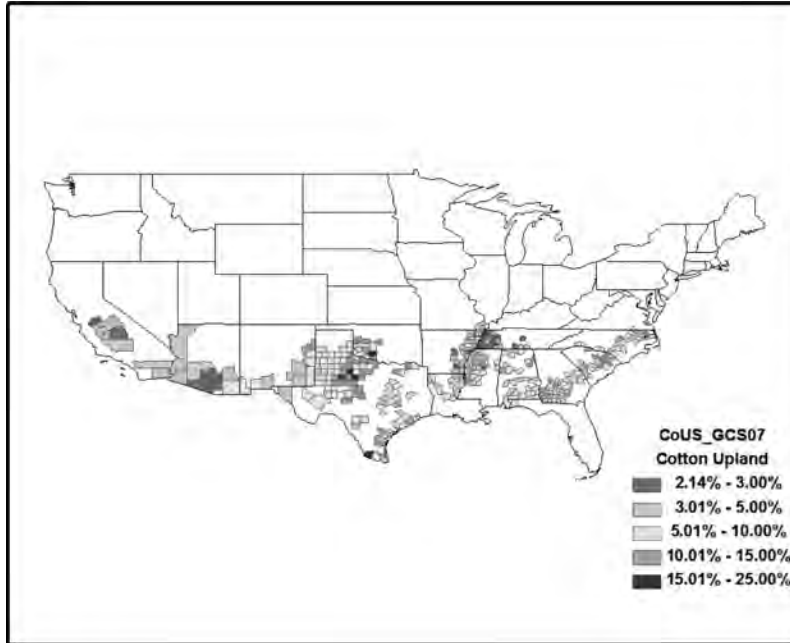 CoUS_GCS07
Cotton Upland
2.14% - 3.00%
3.01% - 5.00%
5.01% - 10.00%
10.01% - 15.00%
15.01% - 25.00%